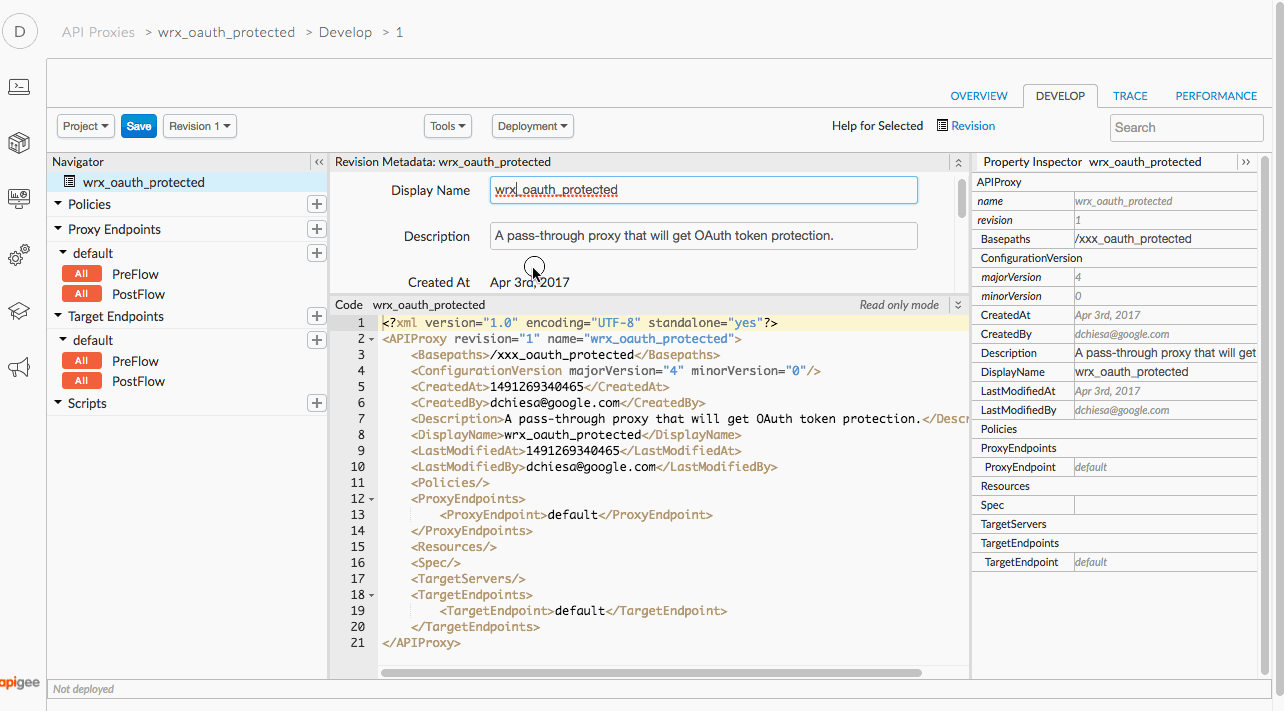 D API Proxies > wrx_oauth_protected > Develop > 1
OVERVIEW DEVELOP TRACE PERFORMANCE
Project Save Revision 1 Tools Deployment Help for Selected Revision Search
Navigator
wrx_oauth_protected
Policies
Proxy Endpoints
default
All PreFlow
All PostFlow
Target Endpoints
default
All PreFlow
All PostFlow
Scripts
Revision Metadata: wrx_oauth_protected
Display Name wrx_oauth_protected
Description A pass-through proxy that will get OAuth token protection.
Created At Apr 3rd, 2017
Code wrx_oauth_protected Read only mode
1 <?xml version="1.0" encoding="UTF-8" standalone="yes"?>
2 <APIProxy revision="1" name="wrx_oauth_protected">
3 <Basepaths>/xxx_oauth_protected</Basepaths>
4 <ConfigurationVersion majorVersion="4" minorVersion="0"/>
5 <CreatedAt>1491269340465</CreatedAt>
6 <CreatedBy>dchiesa@google.com</CreatedBy>
7 <Description>A pass-through proxy that will get OAuth token protection.</Descr
8 <DisplayName>wrx_oauth_protected</DisplayName>
9 <LastModifiedAt>1491269340465</LastModifiedAt>
10 <LastModifiedBy>dchiesa@google.com</LastModifiedBy>
11 <Policies/>
12 <ProxyEndpoints>
13 <ProxyEndpoint>default</ProxyEndpoint>
14 </ProxyEndpoints>
15 <Resources/>
16 <Spec/>
17 <TargetServers/>
18 <TargetEndpoints>
19 <TargetEndpoint>default</TargetEndpoint>
20 </TargetEndpoints>
21 </APIProxy>
Property Inspector wrx_oauth_protected
APIProxy
name wrx_oauth_protected
revision 1
Basepaths /xxx_oauth_protected
ConfigurationVersion
majorVersion 4
minorVersion 0
CreatedAt Apr 3rd, 2017
CreatedBy dchiesa@google.com
Description A pass-through proxy that will get
DisplayName wrx_oauth_protected
LastModifiedAt Apr 3rd, 2017
LastModifiedBy dchiesa@google.com
Policies
ProxyEndpoints
ProxyEndpoint default
Resources
Spec
TargetServers
TargetEndpoints
TargetEndpoint default
apigee
Not deployed